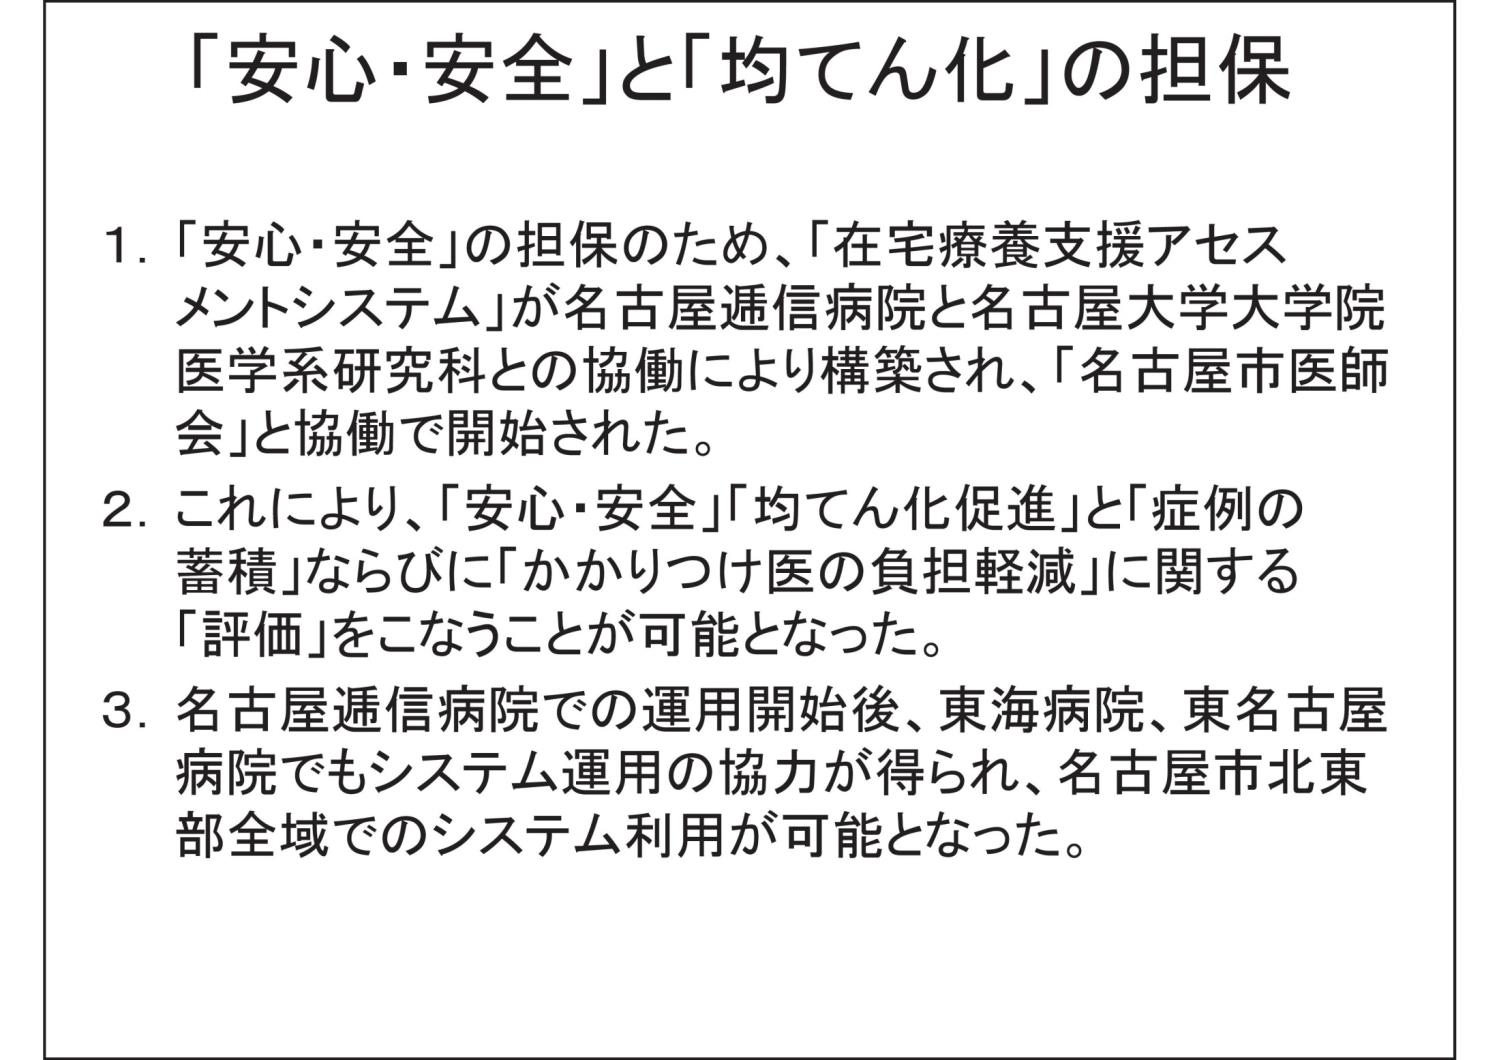 「安心・安全」と「均てん化」の担保
1. 「安心・安全」の担保のため、「在宅療養支援アセス
メントシステム」が名古屋逓信病院と名古屋大学大学院
医学系研究科との協働により構築され、「名古屋市医師
会」と協働で開始された。
2. これにより、「安心・安全」「均てん化促進」と「症例の
蓄積」ならびに「かかりつけ医の負担軽減」に関する
「評価」をこなうことが可能となった。
3. 名古屋逓信病院での運用開始後、東海病院、東名古屋
病院でもシステム運用の協力が得られ、名古屋市北東
部全域でのシステム利用が可能となった。